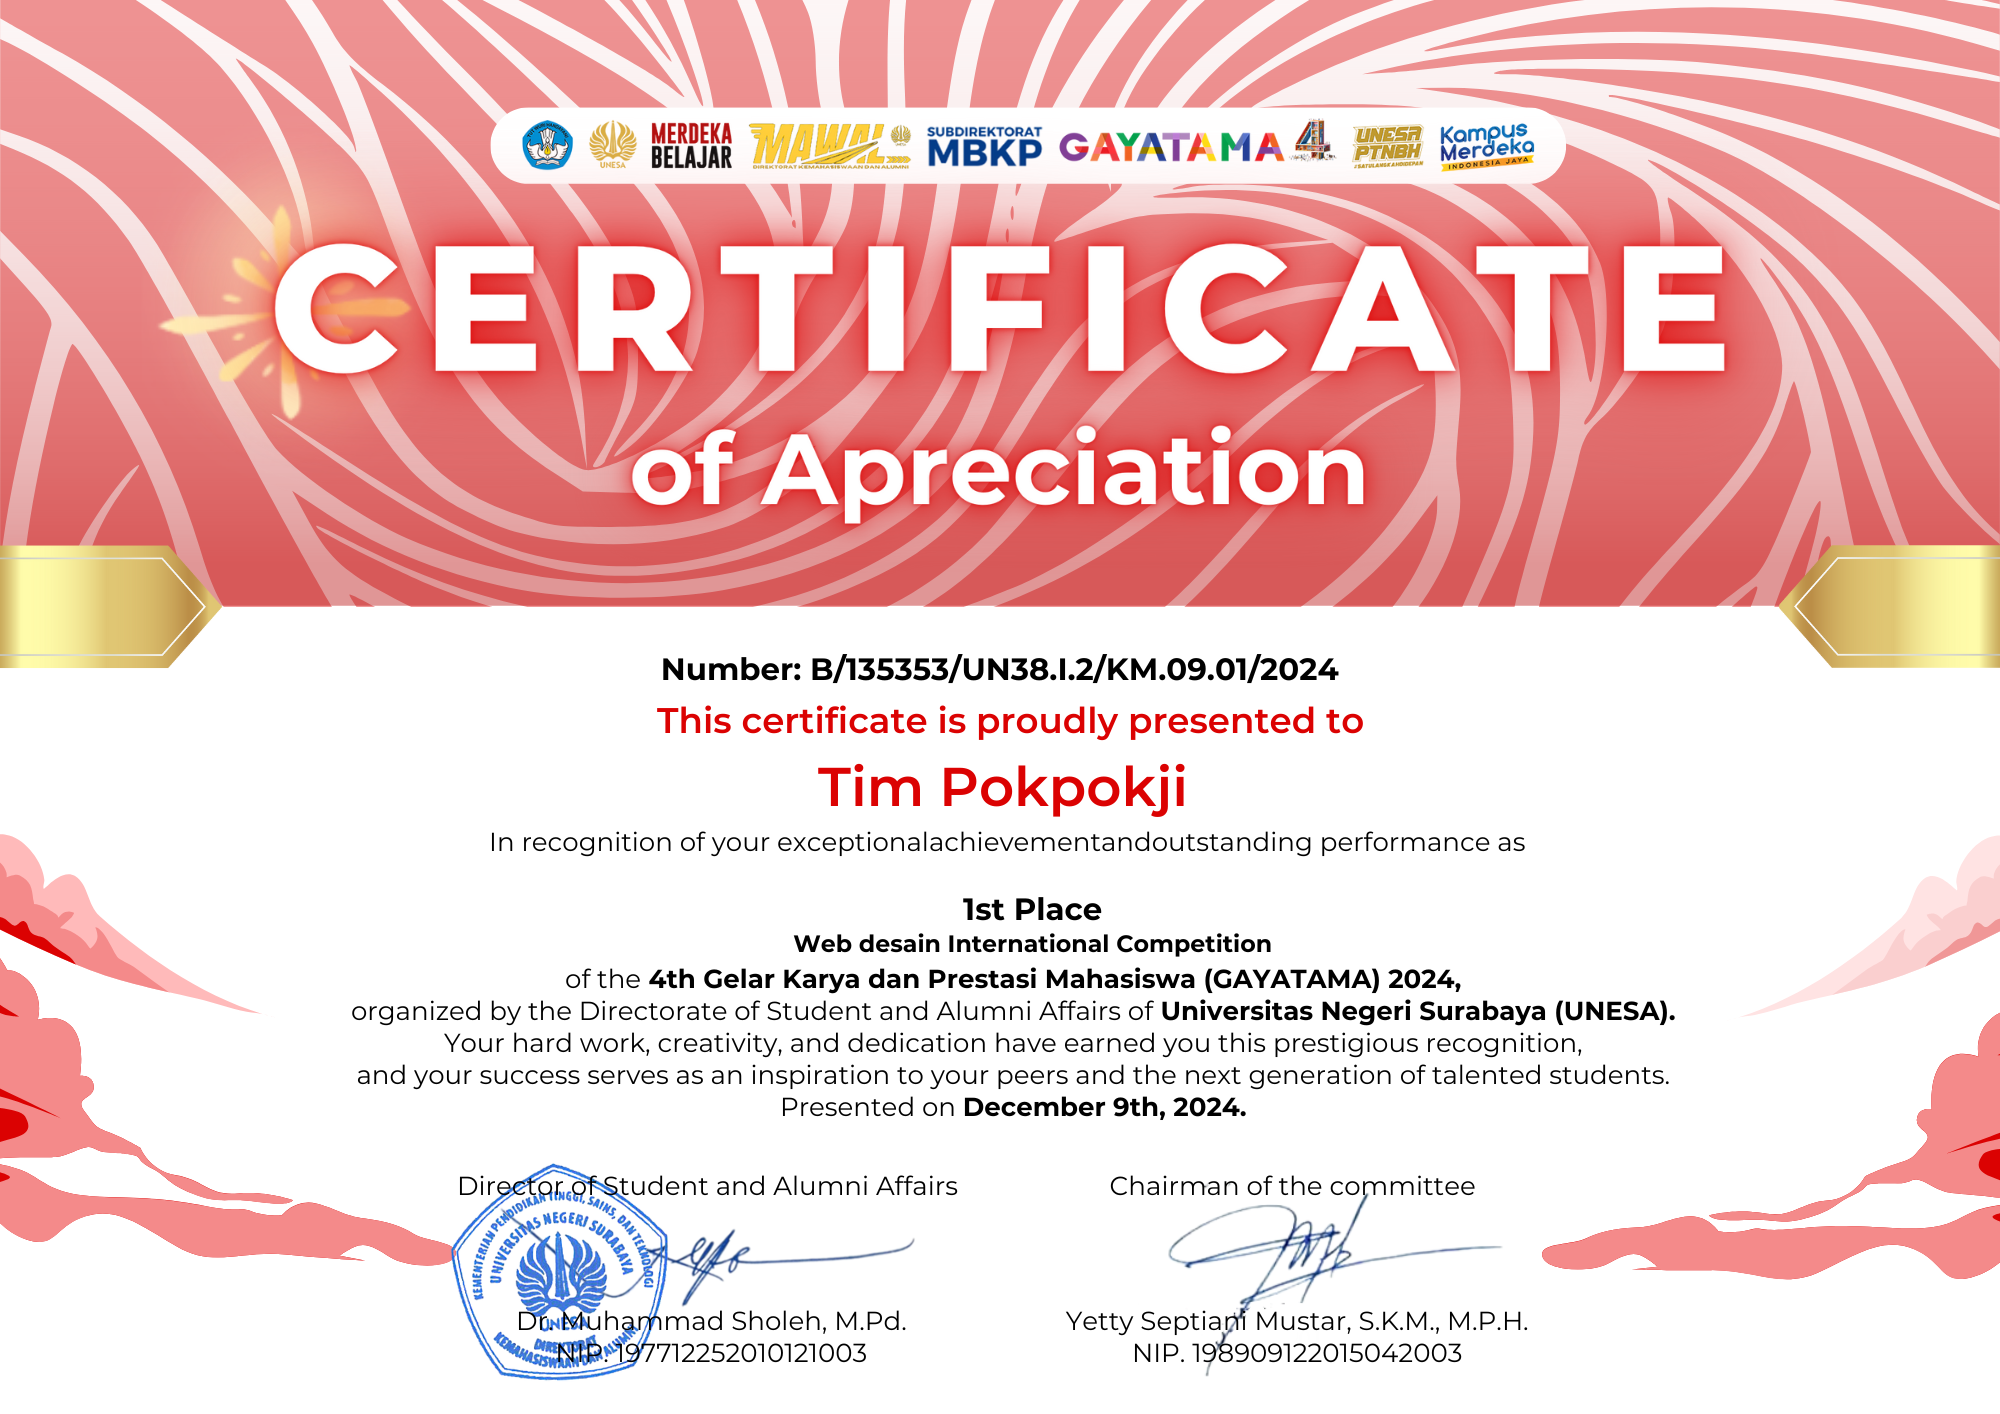 UNESA
MERDEKA
BELAJAR
MAWAL
DIREKTORAT KEMAHASISWAAN DAN ALUMNI
SUBDIREKTORAT
MBKP
GAYATAMA 4
UNESA
PTNBH
#SATULANGKAHDIDEPAN
Kampus
Merdeka
INDONESIA JAYA
CERTIFICATE
of Apreciation
Number: B/135353/UN38.I.2/KM.09.01/2024
This certificate is proudly presented to
Tim Pokpokji
In recognition of your exceptionalachievementandoutstanding performance as
1st Place
Web desain International Competition
of the 4th Gelar Karya dan Prestasi Mahasiswa (GAYATAMA) 2024,
organized by the Directorate of Student and Alumni Affairs of Universitas Negeri Surabaya (UNESA).
Your hard work, creativity, and dedication have earned you this prestigious recognition,
and your success serves as an inspiration to your peers and the next generation of talented students.
Presented on December 9th, 2024.
Director of Student and Alumni Affairs
Chairman of the committee
KEMENTERIAN PENDIDIKAN TINGGI, SAINS, DAN TEKNOLOGI
UNIVERSITAS NEGERI SURABAYA
UNESA
DIREKTORAT
KEMAHASISWAAN DAN ALUMNI
Dr. Muhammad Sholeh, M.Pd.
NIP. 197712252010121003
Yetty Septiani Mustar, S.K.M., M.P.H.
NIP. 198909122015042003